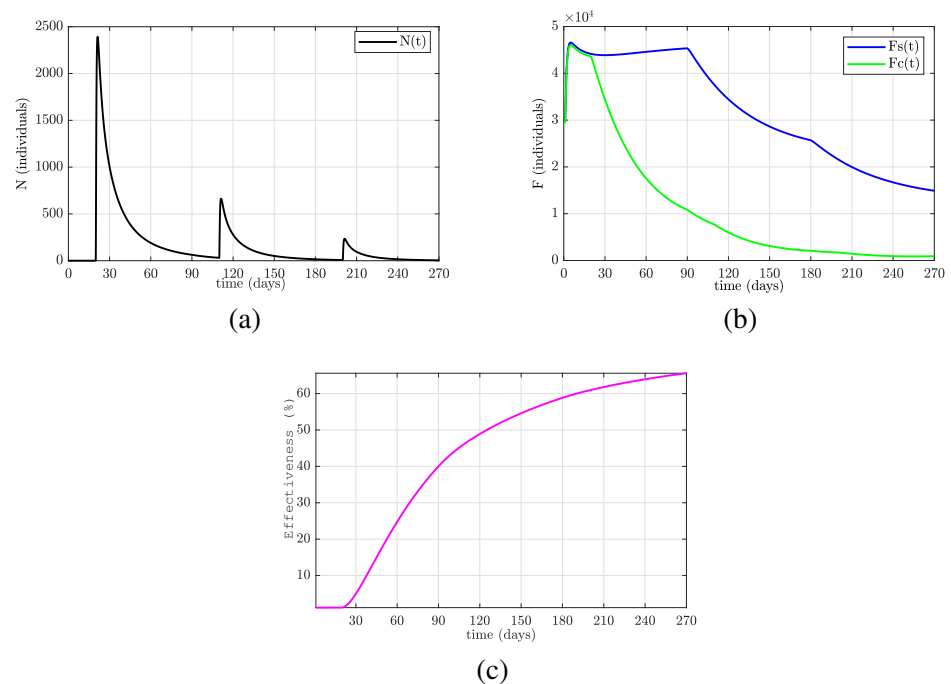 N(t)
2500
2000
1500
1000
500
0
N (individuals)
0 30 60 90 120 150 180 210 240 270
time (days)
(a)
×10⁴
Fs(t)
Fc(t)
5
4
3
2
1
0
F (individuals)
0 30 60 90 120 150 180 210 240 270
time (days)
(b)
60
50
40
30
20
10
Effectiveness (%)
30 60 90 120 150 180 210 240 270
time (days)
(c)